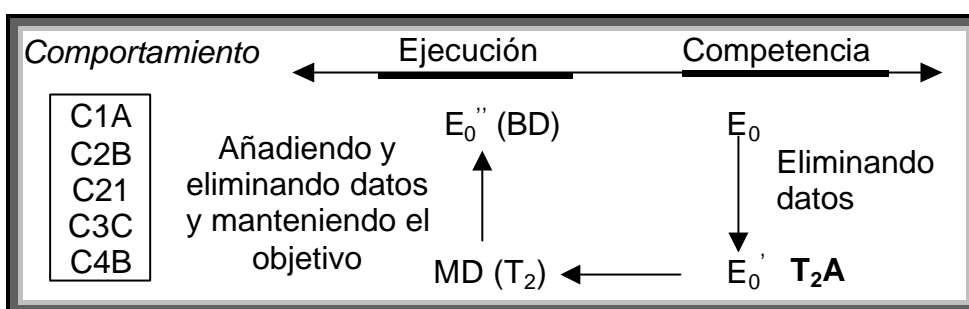 Comportamiento Ejecución Competencia
C1A
C2B
C21
C3C
C4B
Añadiendo y
eliminando datos
y manteniendo el
objetivo
E₀'' (BD)
MD (T₂)
E₀
Eliminando
datos
E₀' T₂A